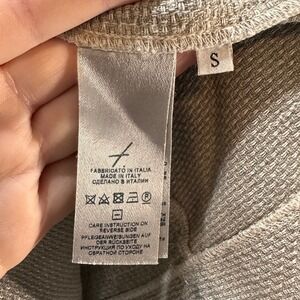 S
FABBRICATO IN ITALIA
MADE IN ITALY
СДЕЛАНО В ИТАЛИИ
CARE INSTRUCTION ON
REVERSE SIDE
PFLEGEANWEISUNGEN AUF
DER RÜCKSEITE
ИНСТРУКЦИЯ ПО УХОДУ НА
ОБРАТНОЙ СТОРОНЕ